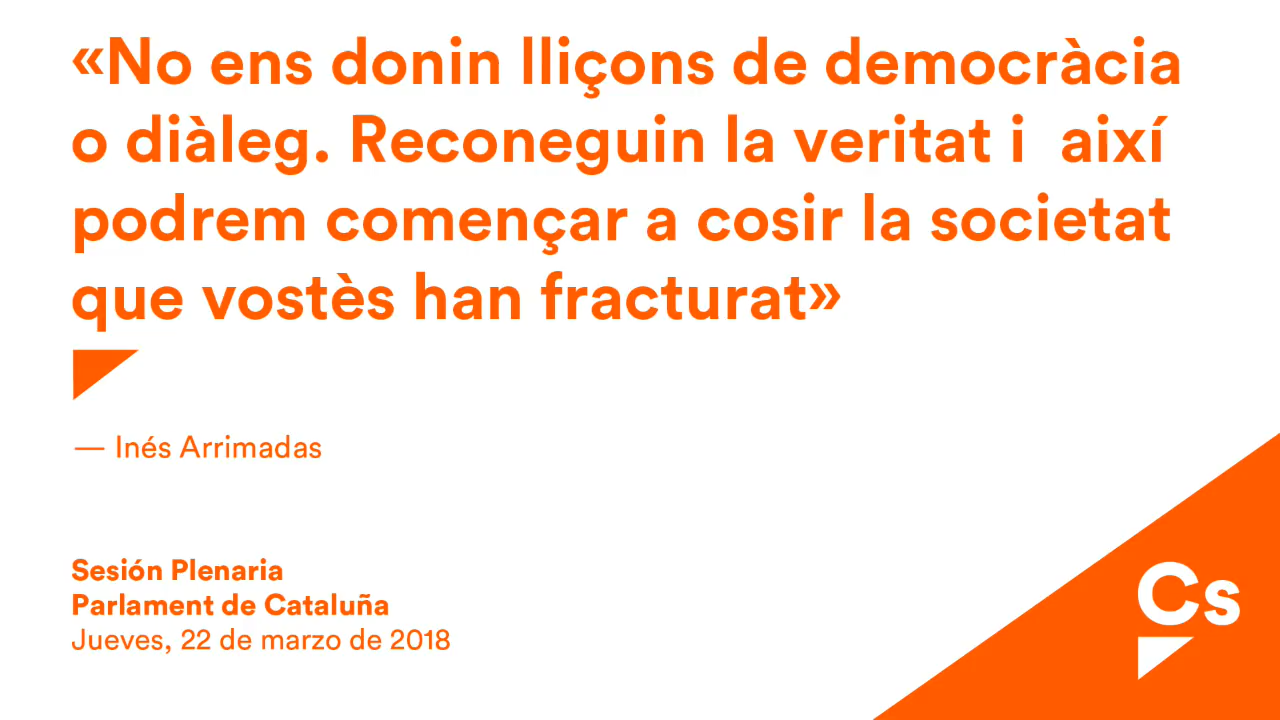 «No ens donin lliçons de democràcia
o diàleg. Reconeguin la veritat i  així
podrem començar a cosir la societat
que vostès han fracturat»
— Inés Arrimadas
Sesión Plenaria
Parlament de Cataluña
Jueves, 22 de marzo de 2018
Cs